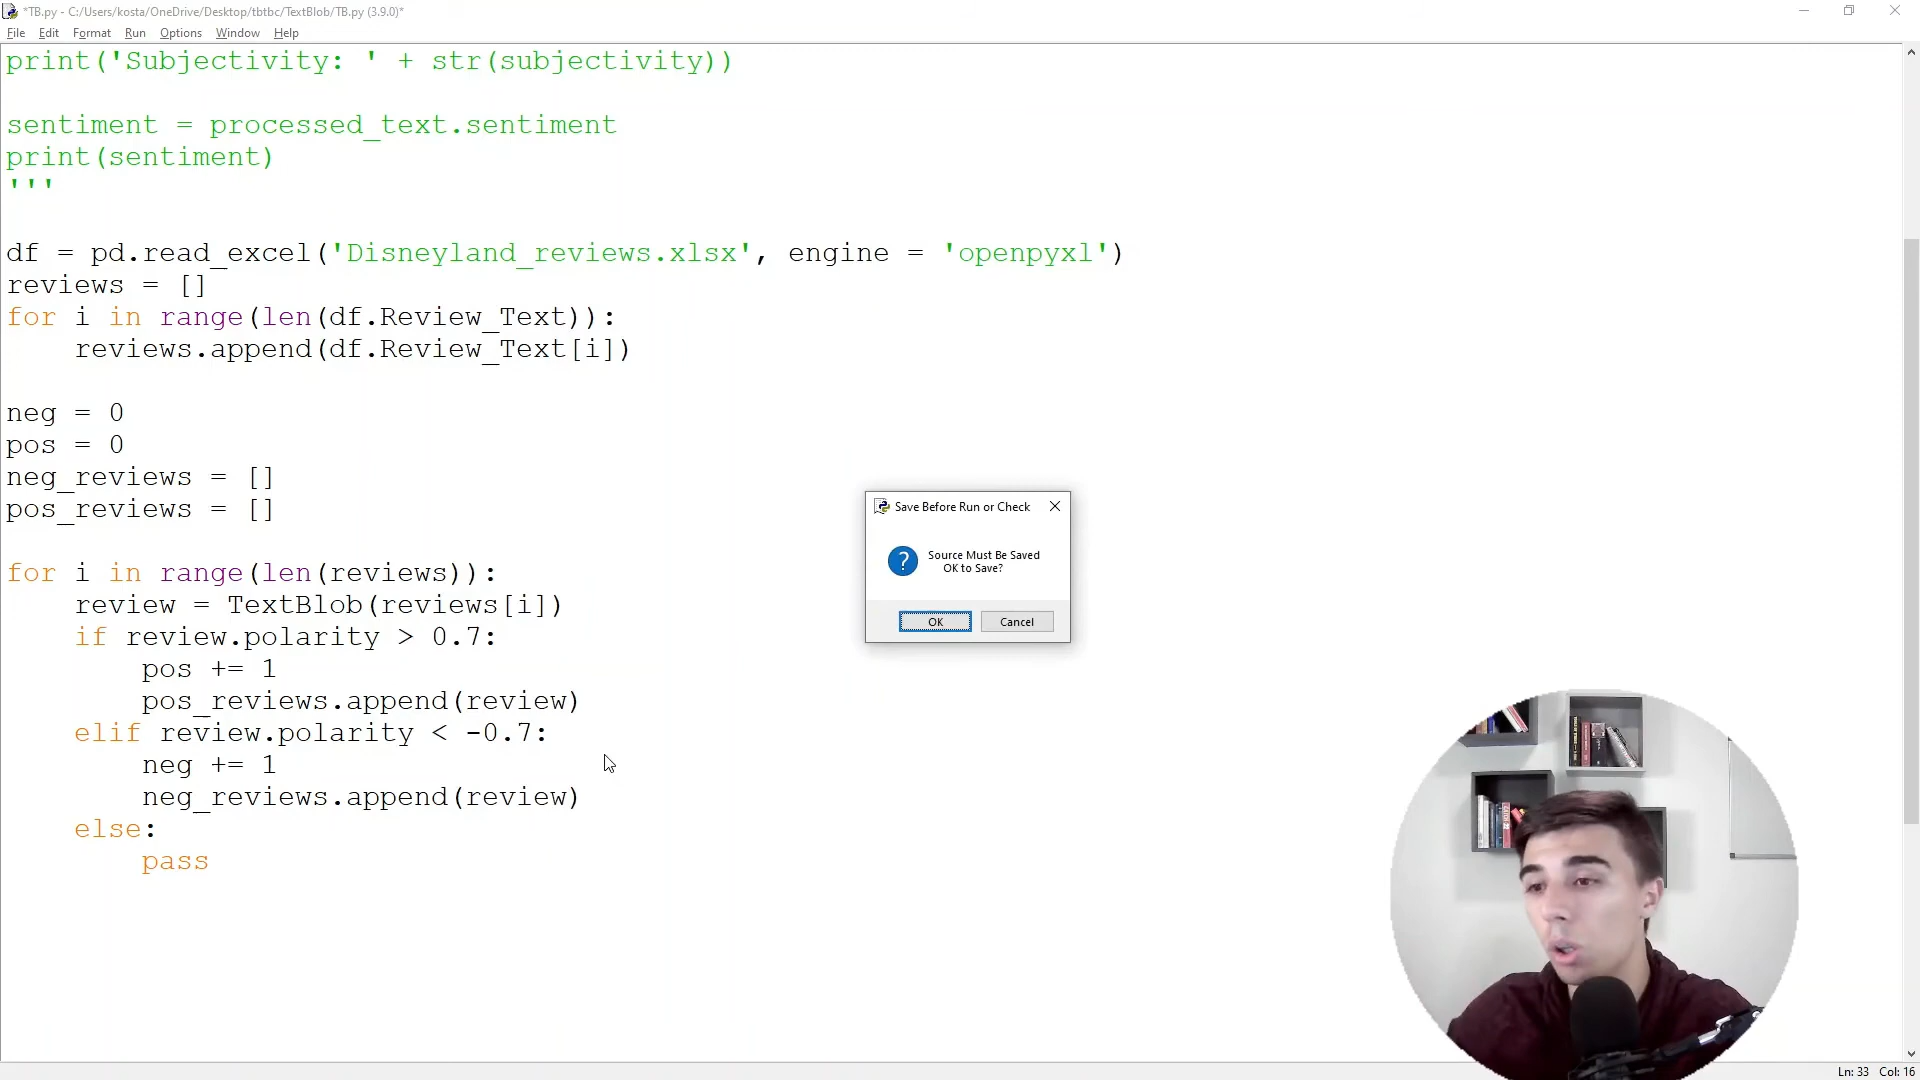 *TB.py - C:/Users/kosta/OneDrive/Desktop/tbtbc/TextBlob/TB.py (3.9.0)*
File Edit Format Run Options Window Help
print('Subjectivity: ' + str(subjectivity))
sentiment = processed_text.sentiment
print(sentiment)
'''
df = pd.read_excel('Disneyland_reviews.xlsx', engine = 'openpyxl')
reviews = []
for i in range(len(df.Review_Text)):
    reviews.append(df.Review_Text[i])
neg = 0
pos = 0
neg_reviews = []
pos_reviews = []
for i in range(len(reviews)):
    review = TextBlob(reviews[i])
    if review.polarity > 0.7:
        pos += 1
        pos_reviews.append(review)
    elif review.polarity < -0.7:
        neg += 1
        neg_reviews.append(review)
    else:
        pass
Save Before Run or Check
Source Must Be Saved
OK to Save?
OK Cancel
Ln: 33 Col: 16